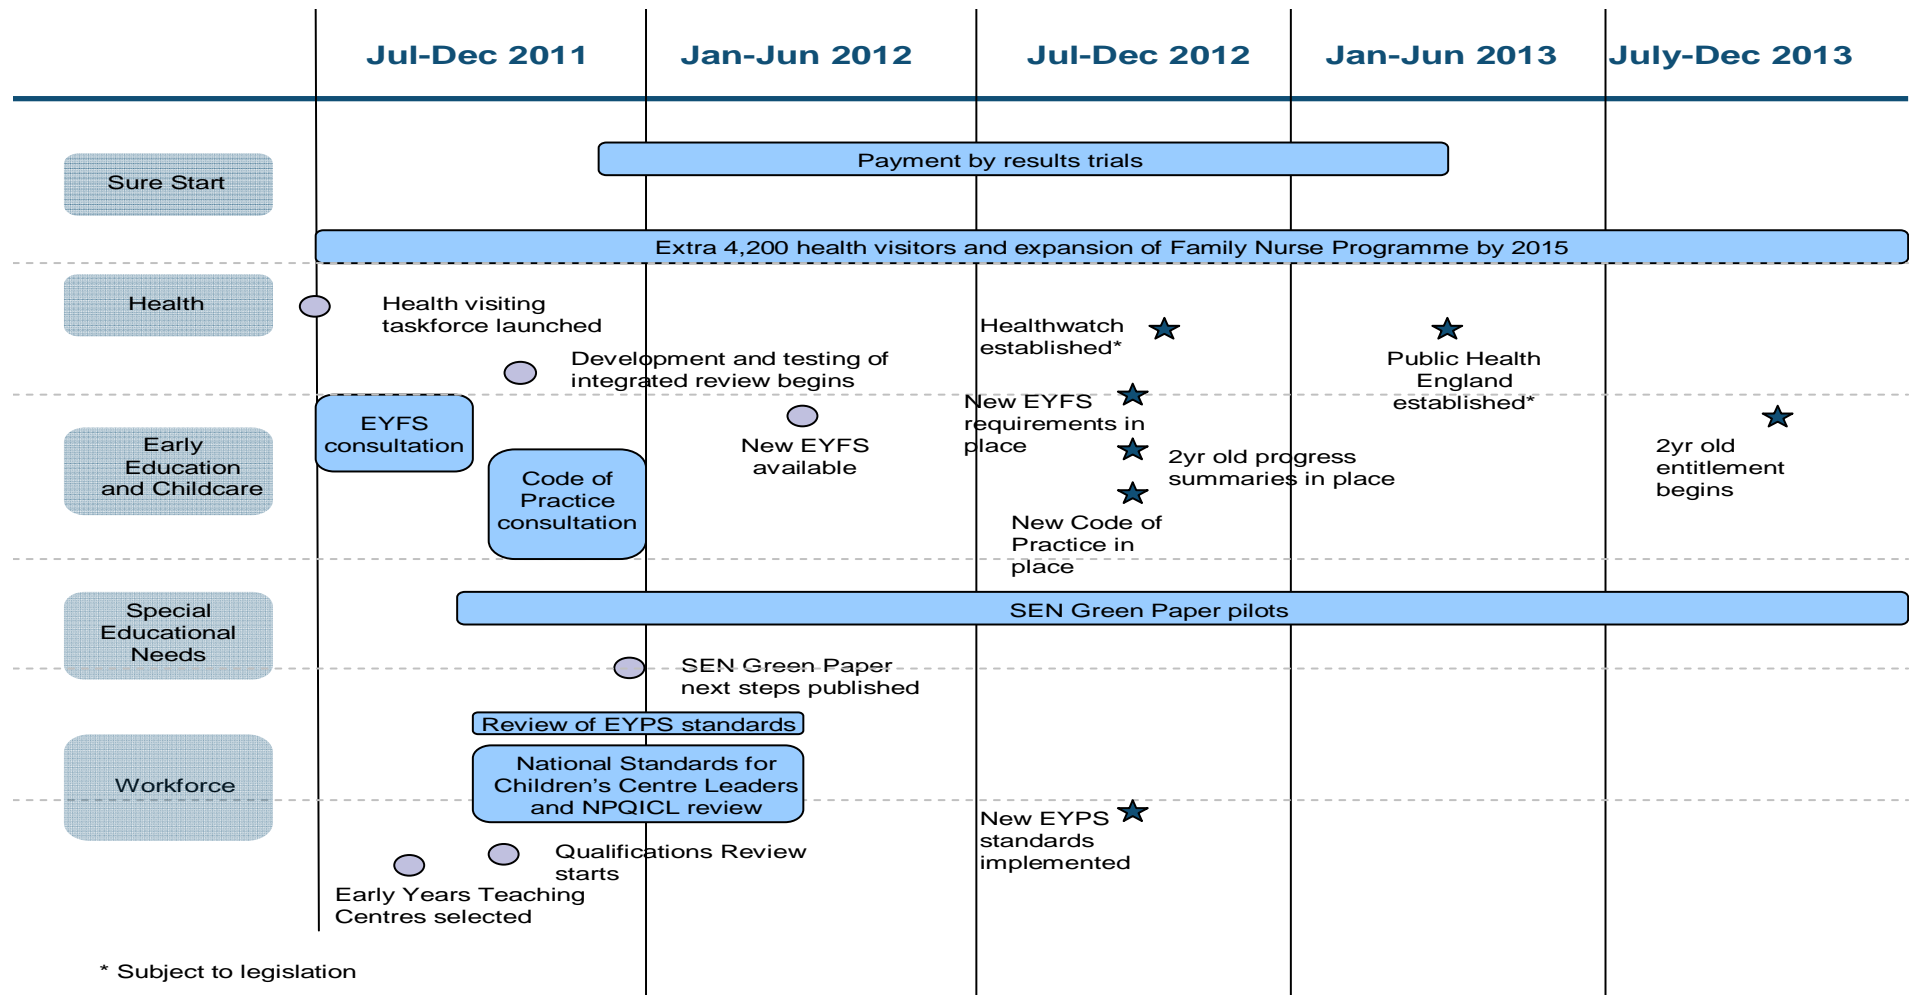 Jul-Dec 2011
Jan-Jun 2012
Jul-Dec 2012
Jan-Jun 2013
July-Dec 2013
Sure Start
Payment by results trials
Extra 4,200 health visitors and expansion of Family Nurse Programme by 2015
Health
Health visiting
taskforce launched
Development and testing of
integrated review begins
Healthwatch
established*
Public Health
England
established*
Early
Education
and Childcare
EYFS
consultation
Code of
Practice
consultation
New EYFS
available
New EYFS
requirements in
place
2yr old progress
summaries in place
New Code of
Practice in
place
2yr old
entitlement
begins
Special
Educational
Needs
SEN Green Paper pilots
SEN Green Paper
next steps published
Workforce
Review of EYPS standards
National Standards for
Children’s Centre Leaders
and NPQICL review
New EYPS
standards
implemented
Qualifications Review
starts
Early Years Teaching
Centres selected
* Subject to legislation